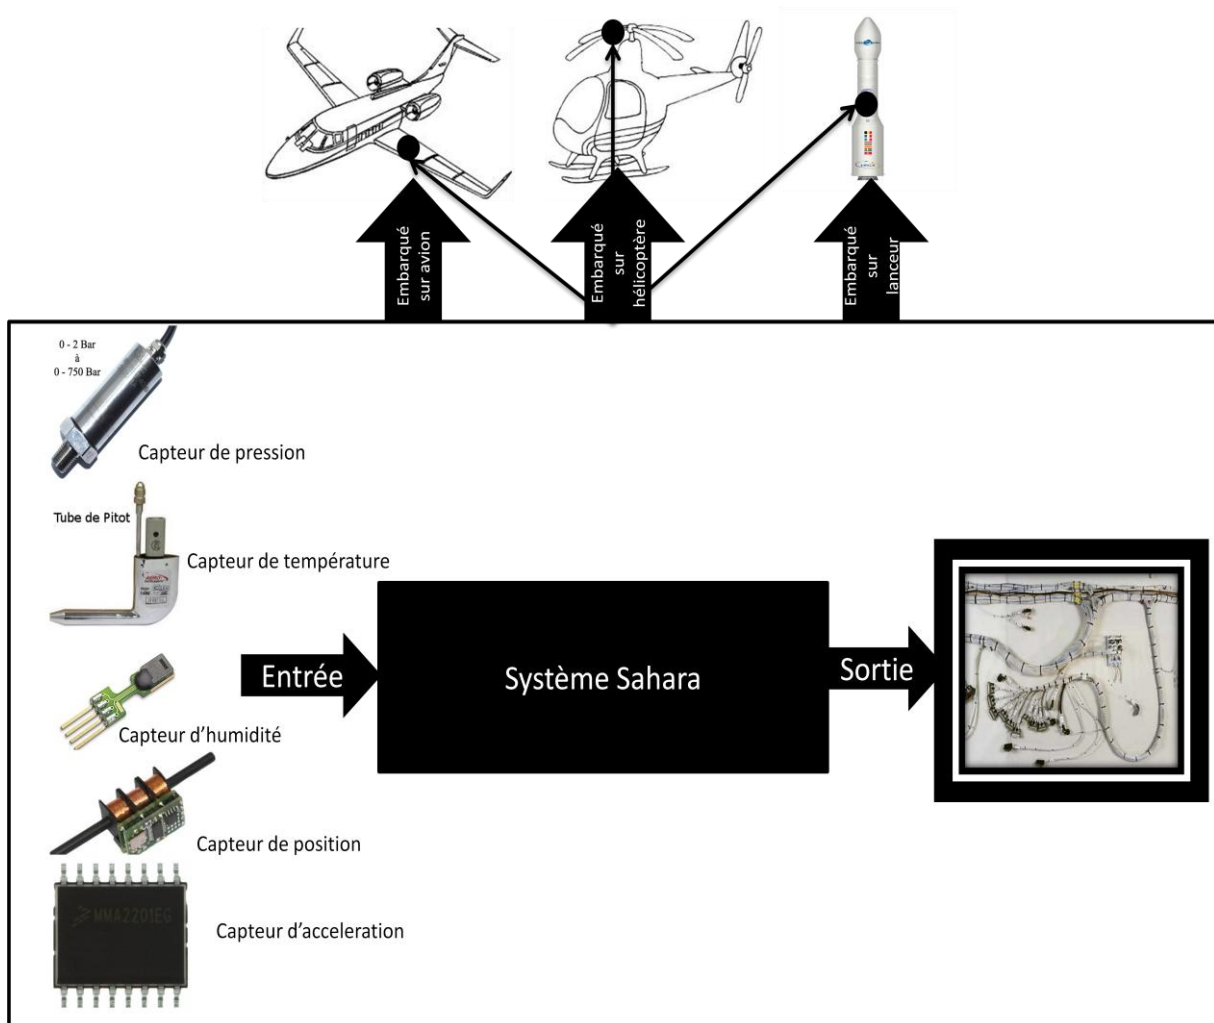 Embarqué
sur avion
Embarqué
sur
hélicoptère
Embarqué
sur
lanceur
0 - 2 Bar
à
0 - 750 Bar
Capteur de pression
Tube de Pitot
Capteur de température
Entrée
Système Sahara
Sortie
Capteur d'humidité
Capteur de position
MMA2201EG
Capteur d'acceleration